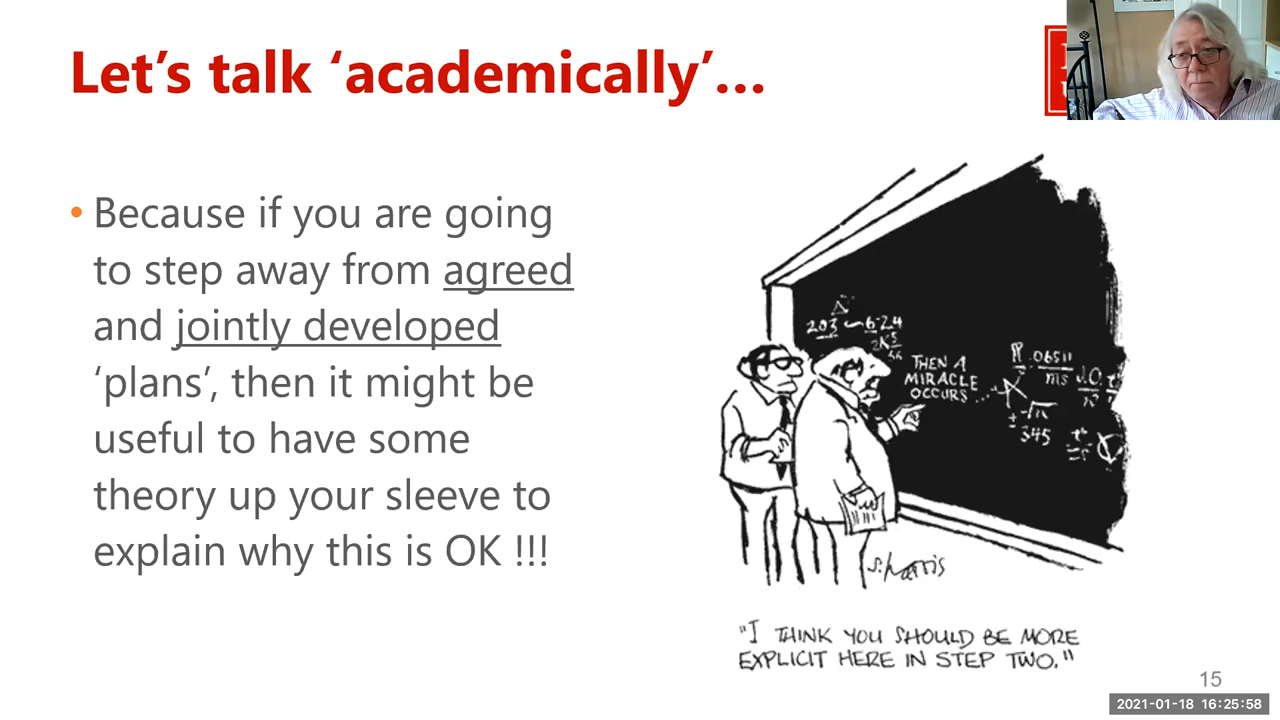 Let’s talk ‘academically’...
• Because if you are going
to step away from agreed
and jointly developed
‘plans’, then it might be
useful to have some
theory up your sleeve to
explain why this is OK !!!
THEN A
MIRACLE
OCCURS...
S. Harris
"I THINK YOU SHOULD BE MORE
EXPLICIT HERE IN STEP TWO."
15
2021-01-18 16:25:58